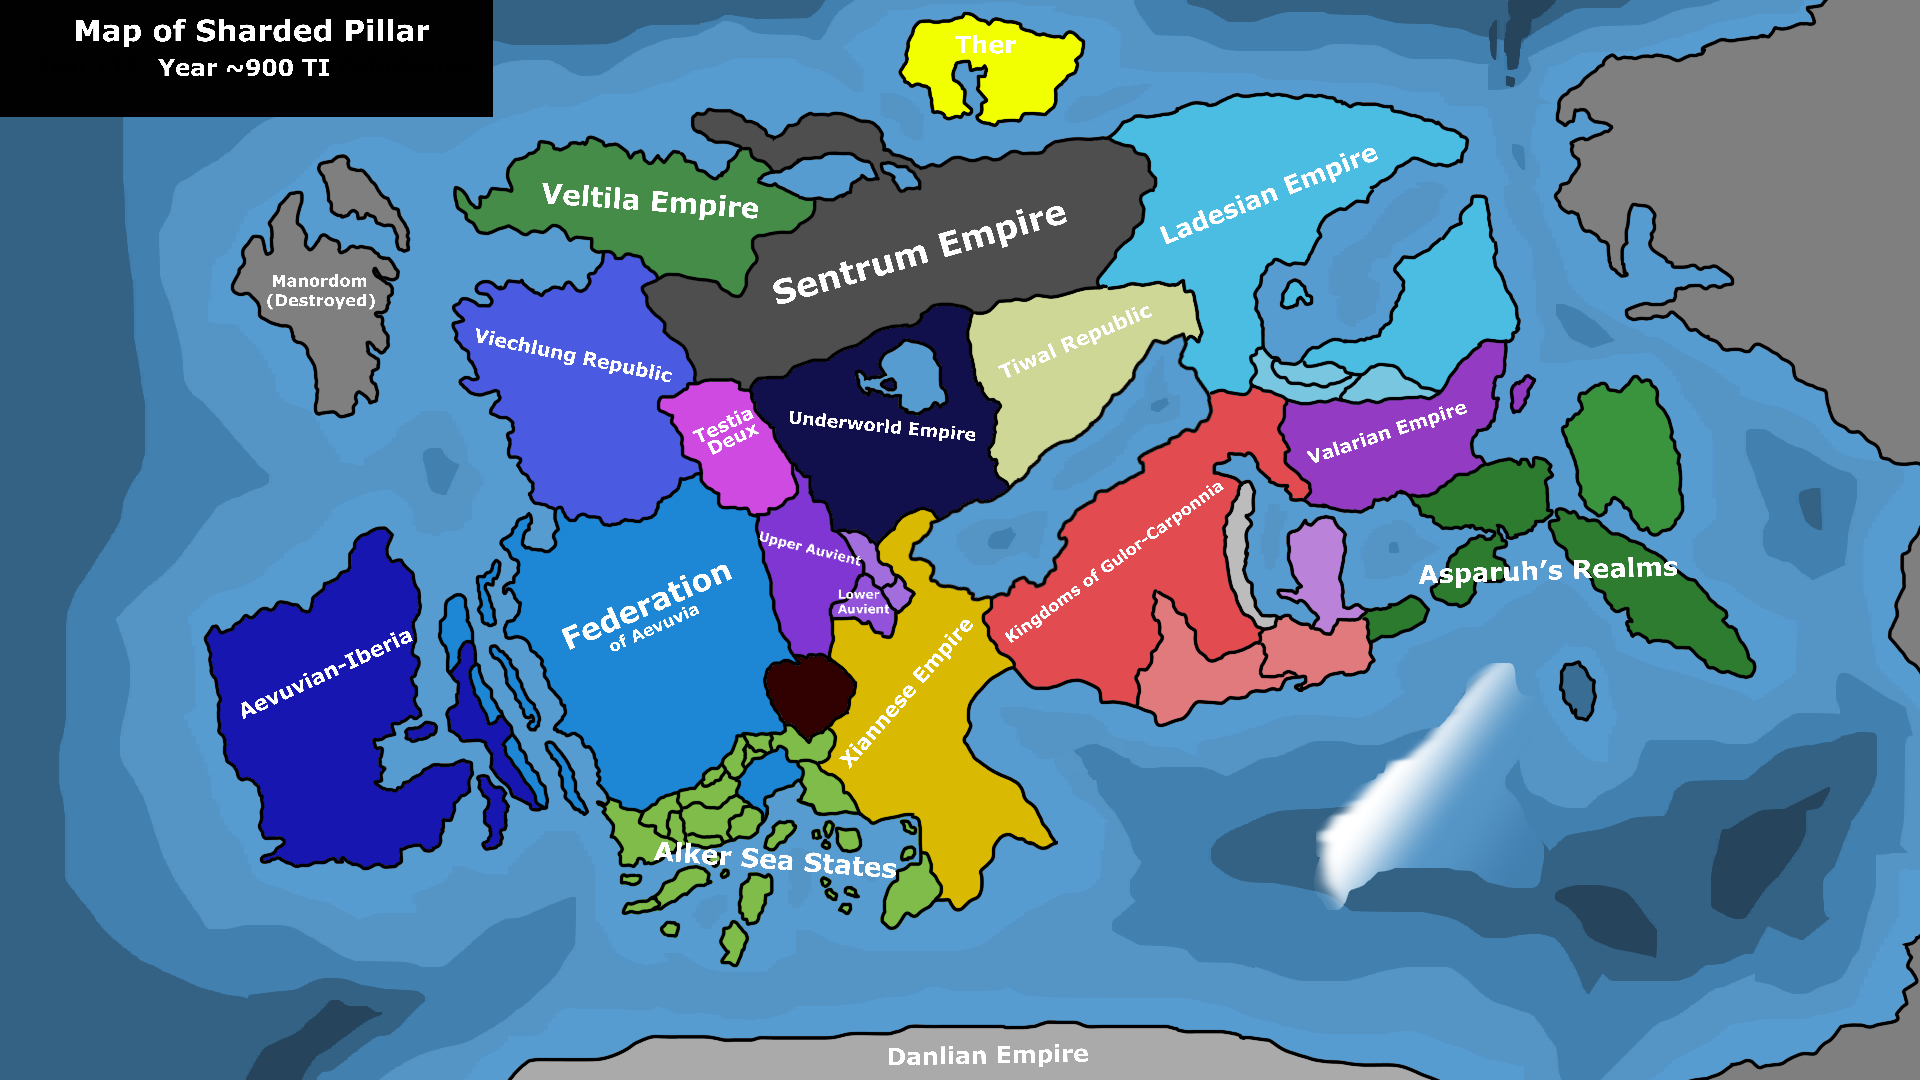 Map of Sharded Pillar
Year ~900 TI
Ther
Veltila Empire
Ladesian Empire
Sentrum Empire
Manordom
(Destroyed)
Viechlung Republic
Tiwal Republic
Testia
Deux
Underworld Empire
Valarian Empire
Upper Auvient
Kingdoms of Gulor-Carponnia
Asparuh's Realms
Federation
of Aevuvia
Lower
Auvient
Aevuvian-Iberia
Xiannese Empire
Alker Sea States
Danlian Empire